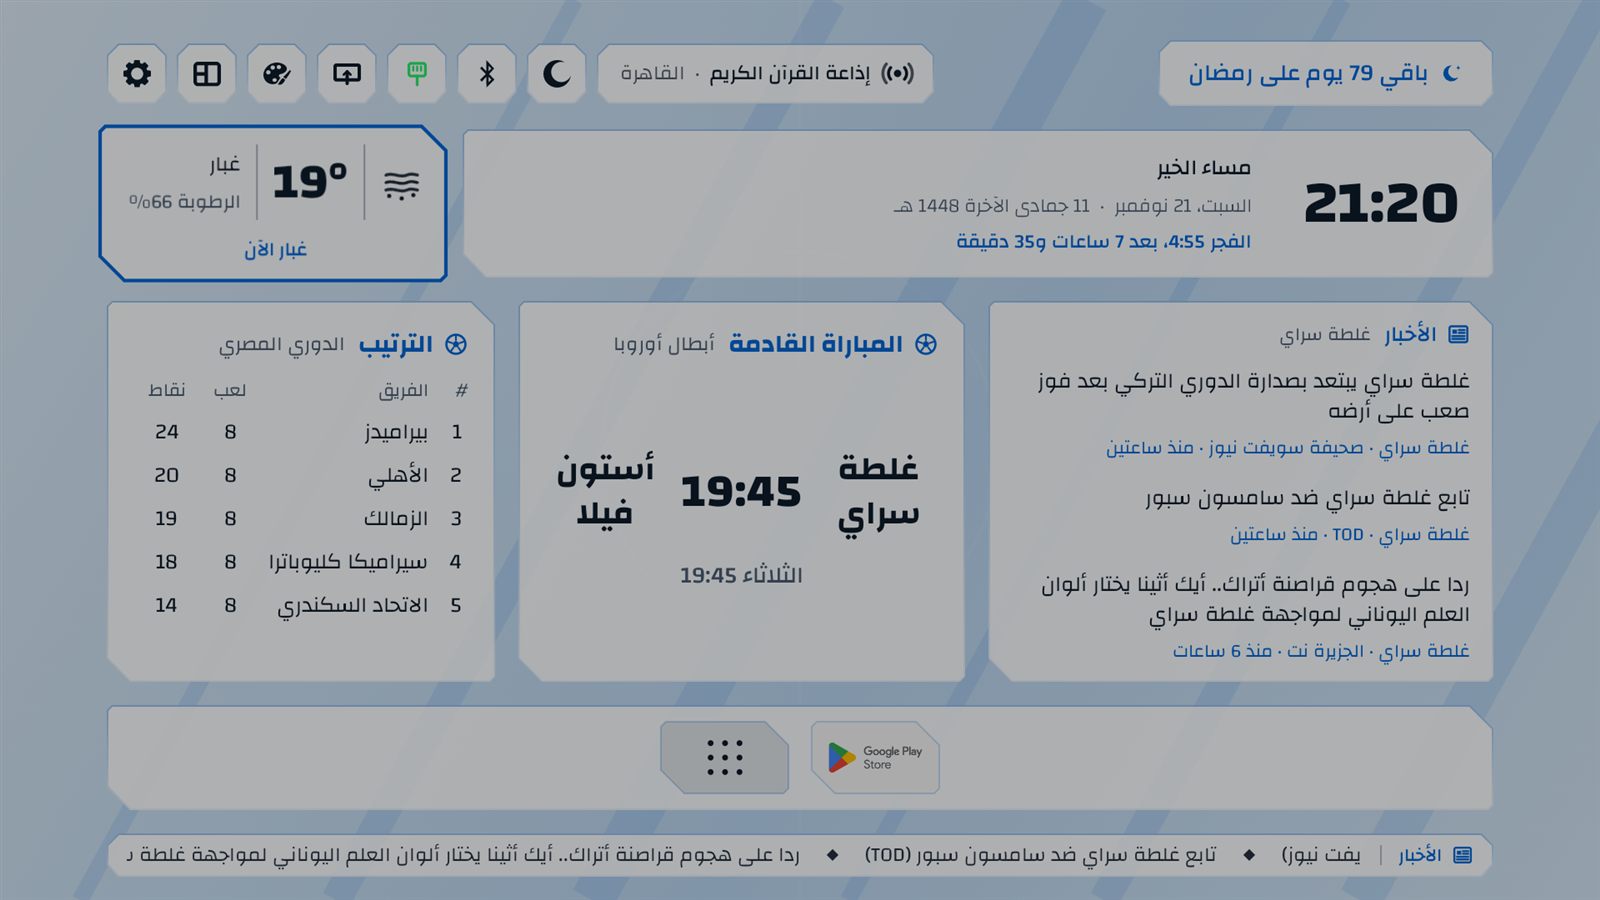 باقي 79 يوم على رمضان
إذاعة القرآن الكريم · القاهرة
21:20
مساء الخير
السبت، 21 نوفمبر · 11 جمادى الآخرة 1448 هـ
الفجر 4:55، بعد 7 ساعات و35 دقيقة
19°
غبار
الرطوبة 66%
غبار الآن
الأخبار غلطة سراي
غلطة سراي يبتعد بصدارة الدوري التركي بعد فوز
صعب على أرضه
غلطة سراي · صحيفة سويفت نيوز · منذ ساعتين
تابع غلطة سراي ضد سامسون سبور
غلطة سراي · TOD · منذ ساعتين
ردا على هجوم قراصنة أتراك.. أيك أثينا يختار ألوان
العلم اليوناني لمواجهة غلطة سراي
غلطة سراي · الجزيرة نت · منذ 6 ساعات
المباراة القادمة أبطال أوروبا
غلطة سراي 19:45 أستون فيلا
الثلاثاء 19:45
الترتيب الدوري المصري
# الفريق لعب نقاط
1 بيراميدز 8 24
2 الأهلي 8 20
3 الزمالك 8 19
4 سيراميكا كليوباترا 8 18
5 الاتحاد السكندري 8 14
Google Play
Store
الأخبار | يفت نيوز) ◆ تابع غلطة سراي ضد سامسون سبور (TOD) ◆ ردا على هجوم قراصنة أتراك.. أيك أثينا يختار ألوان العلم اليوناني لمواجهة غلطة